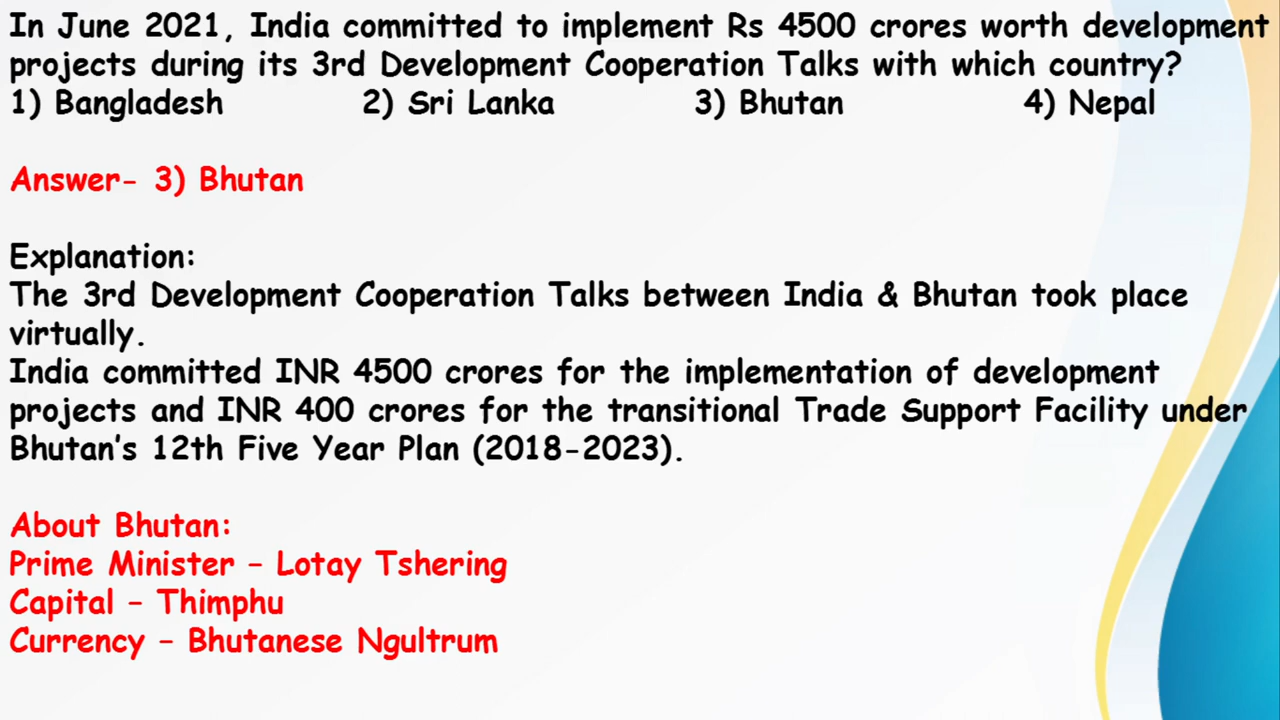 In June 2021, India committed to implement Rs 4500 crores worth development
projects during its 3rd Development Cooperation Talks with which country?
1) Bangladesh 2) Sri Lanka 3) Bhutan 4) Nepal
Answer- 3) Bhutan
Explanation:
The 3rd Development Cooperation Talks between India & Bhutan took place
virtually.
India committed INR 4500 crores for the implementation of development
projects and INR 400 crores for the transitional Trade Support Facility under
Bhutan's 12th Five Year Plan (2018-2023).
About Bhutan:
Prime Minister – Lotay Tshering
Capital – Thimphu
Currency – Bhutanese Ngultrum